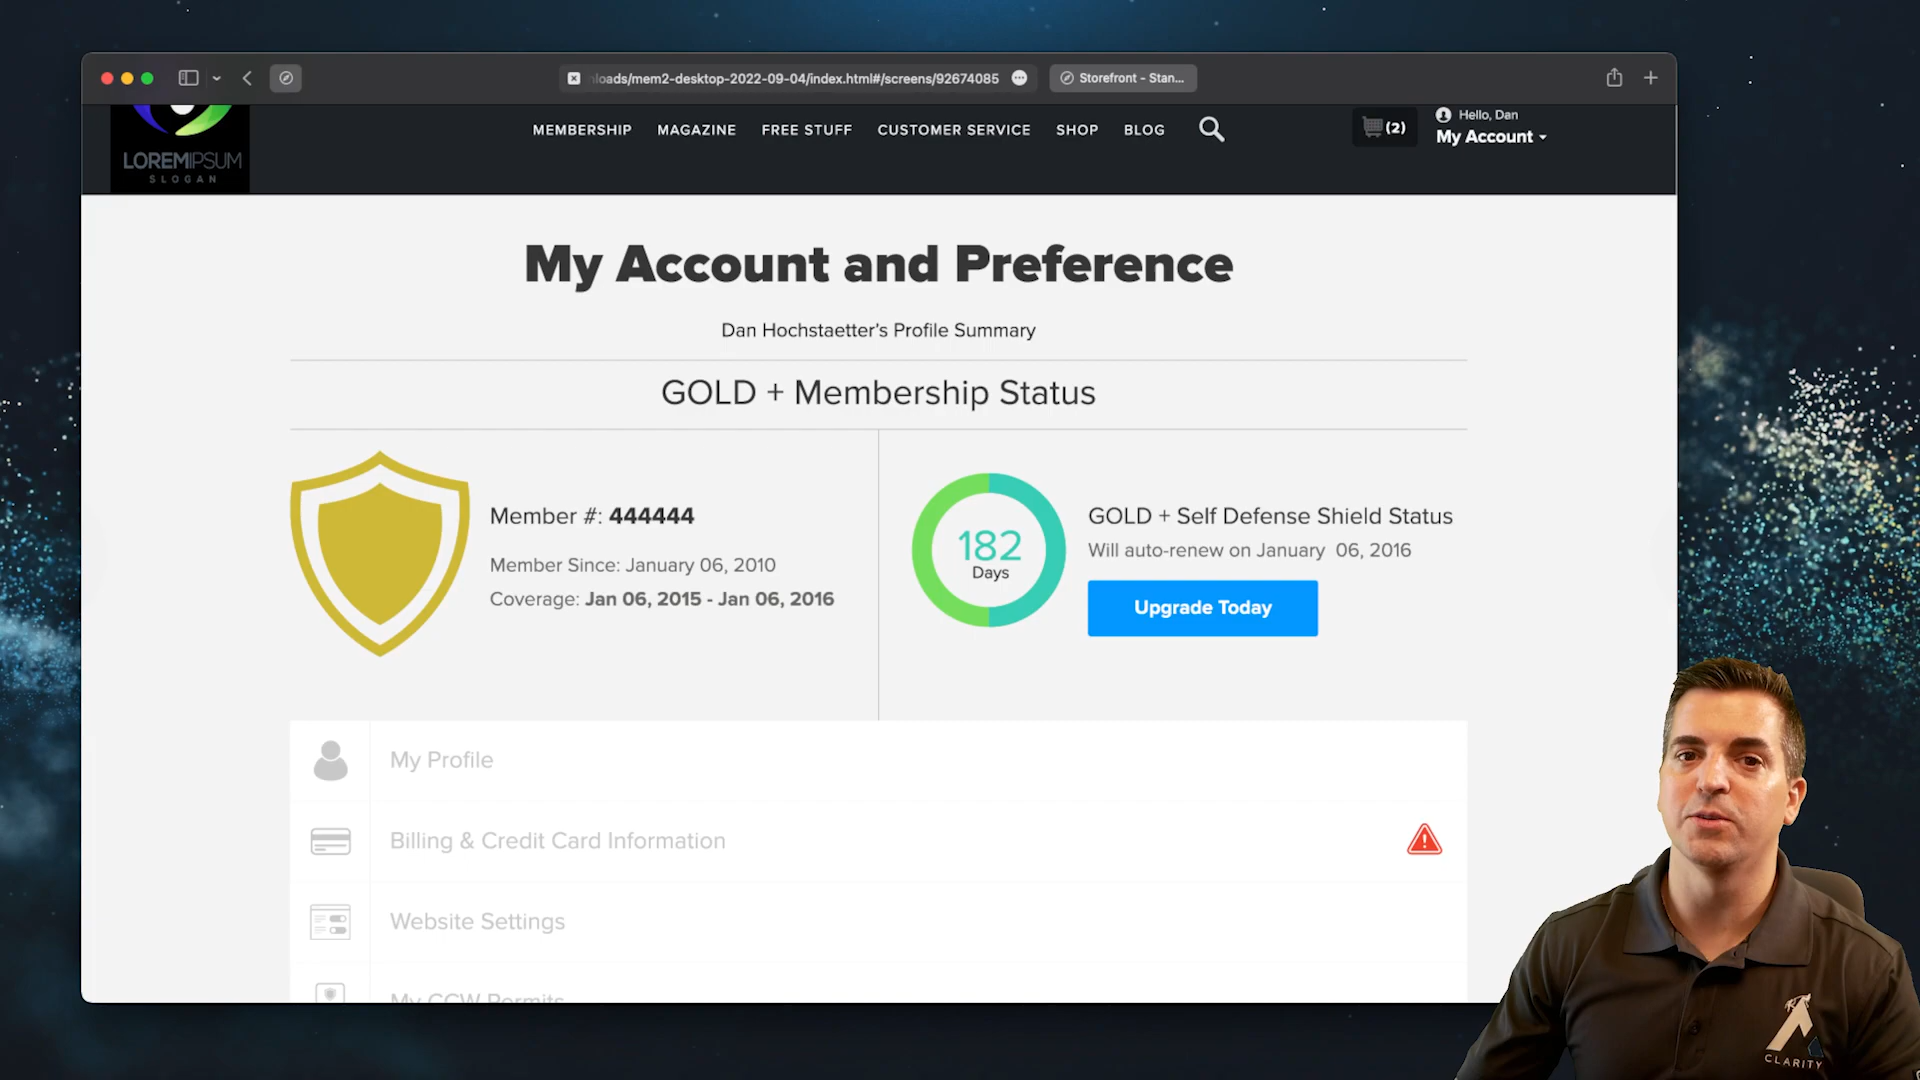 nloads/mem2-desktop-2022-09-04/index.html#/screens/92674085
Storefront - Stan...
LOREMIPSUM
SLOGAN
MEMBERSHIP
MAGAZINE
FREE STUFF
CUSTOMER SERVICE
SHOP
BLOG
(2)
Hello, Dan
My Account
My Account and Preference
Dan Hochstaetter's Profile Summary
GOLD + Membership Status
Member #: 444444
Member Since: January 06, 2010
Coverage: Jan 06, 2015 - Jan 06, 2016
182
Days
GOLD + Self Defense Shield Status
Will auto-renew on January 06, 2016
Upgrade Today
My Profile
Billing & Credit Card Information
Website Settings
My CCW Permits
CLARITY